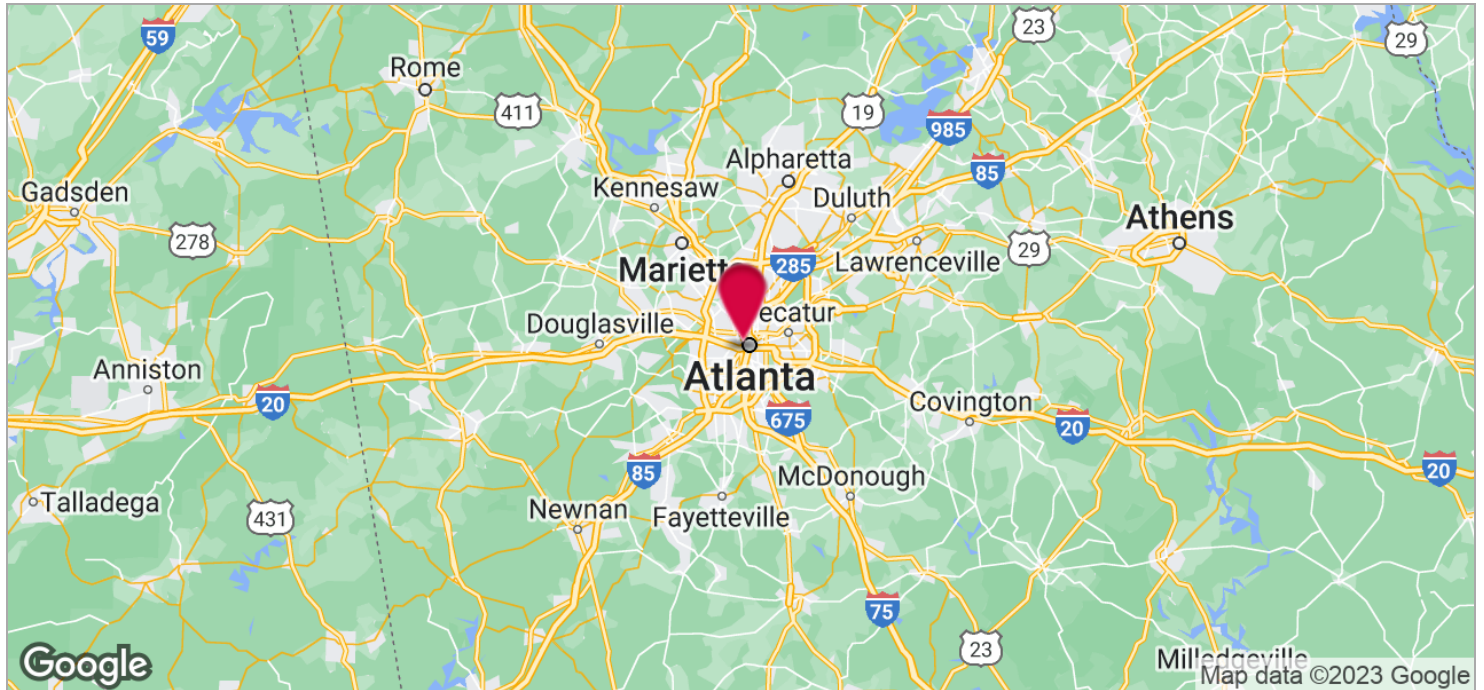 23
59
29
Rome
411
19
985
Alpharetta
85
Kennesaw
Gadsden
Duluth
Athens
278
29
285
Lawrenceville
Mariett
Douglasville
ecatur
Anniston
Atlanta
20
Covington
675
20
85
20
McDonough
Talladega
Newnan
Fayetteville
431
75
23
Google
Milledgeville
Map data ©2023 Google